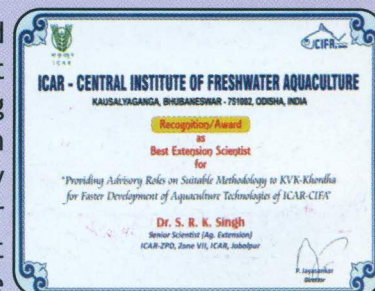 ICAR
CIFA
ICAR - CENTRAL INSTITUTE OF FRESHWATER AQUACULTURE
KAUSALYAGANGA, BHUBANESWAR - 751002, ODISHA, INDIA
Recognition/Award
as
Best Extension Scientist
for
"Providing Advisory Roles on Suitable Methodology to KVK-Khordha
for Faster Development of Aquaculture Technologies of ICAR-CIFA"
Dr. S. R. K. Singh
Senior Scientist (Ag. Extension)
ICAR-ZPD, Zone VII, ICAR, Jabalpur
P. Jayasankar
Director